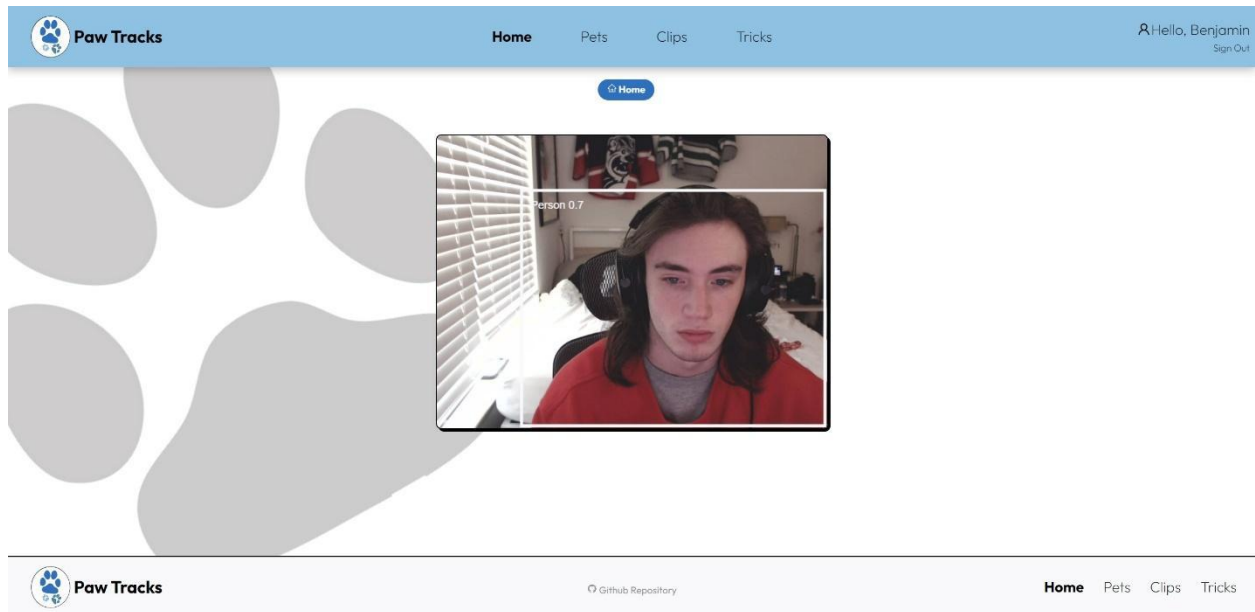 Paw Tracks
Home Pets Clips Tricks
Hello, Benjamin
Sign Out
Home
Person 0.7
Paw Tracks
Github Repository
Home Pets Clips Tricks